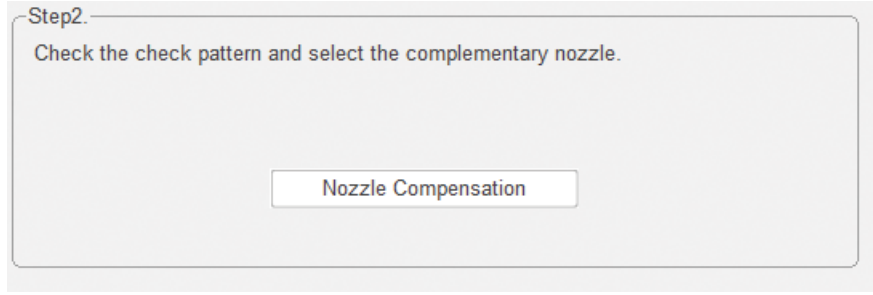 Step2.
Check the check pattern and select the complementary nozzle.
Nozzle Compensation